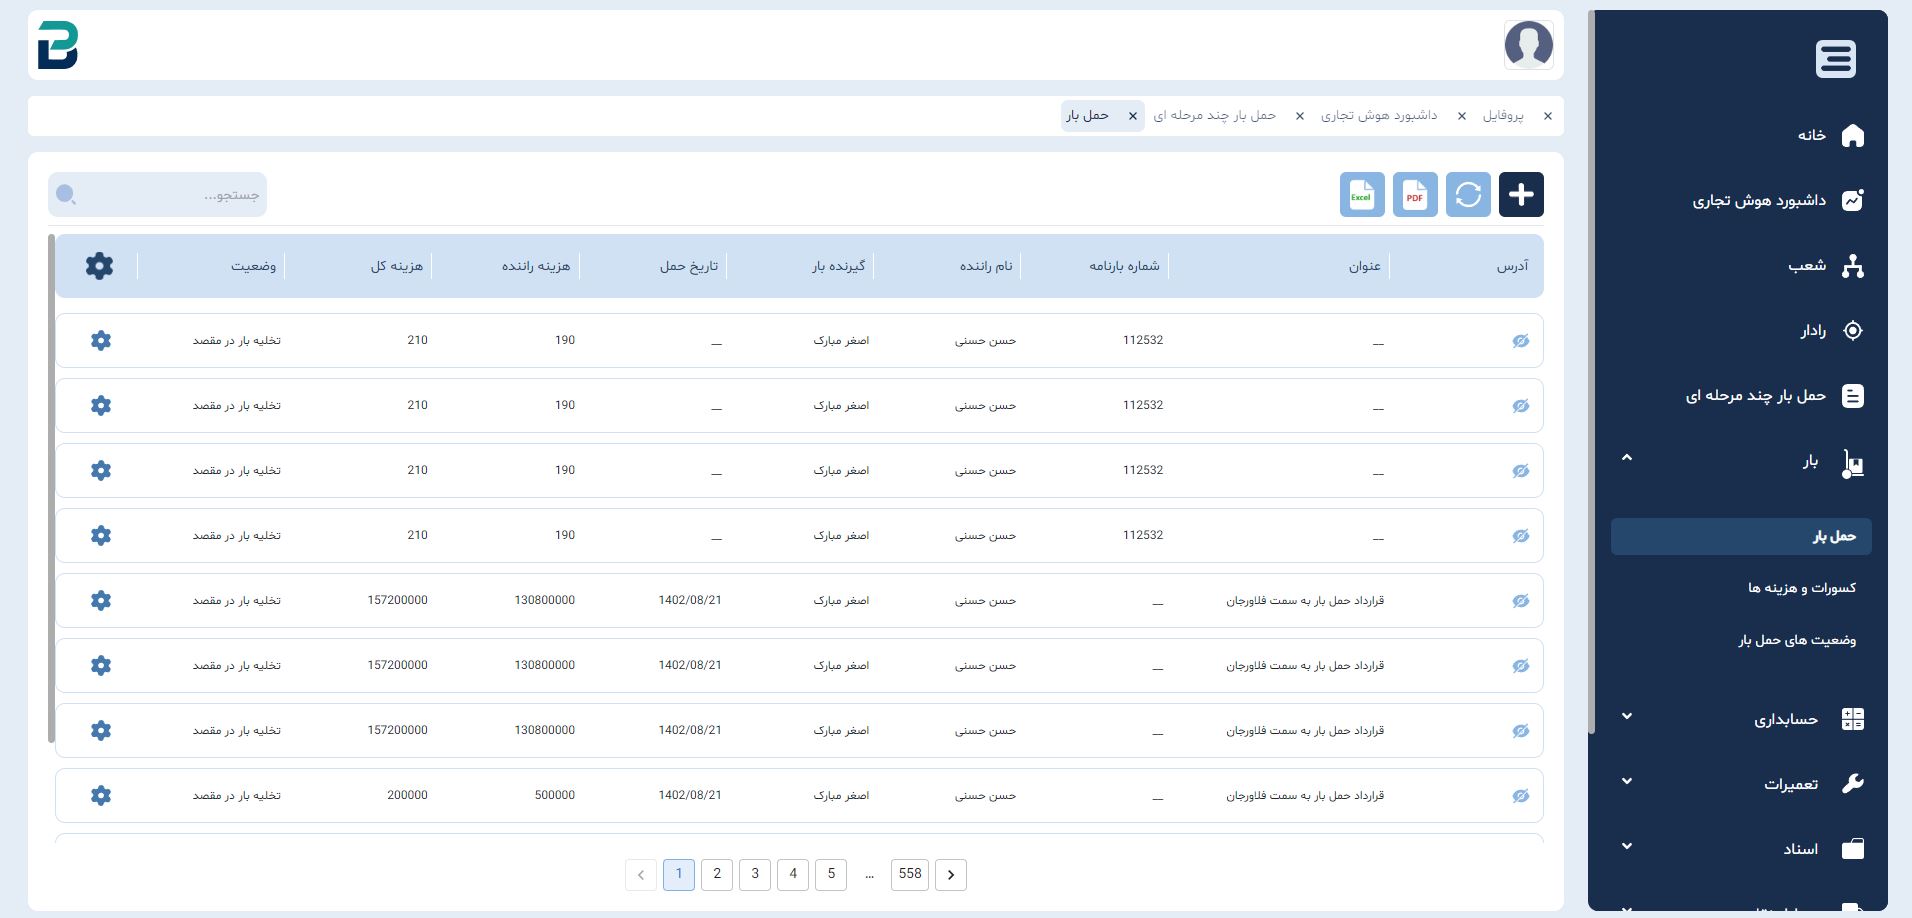 پروفایل
داشبورد هوش تجاری
حمل بار چند مرحله ای
حمل بار
Excel
PDF
جستجو...
آدرس عنوان شماره بارنامه نام راننده گیرنده بار تاریخ حمل هزینه راننده هزینه کل وضعیت
__ 112532 حسن حسنی اصغر مبارک __ 190 210 تخلیه بار در مقصد
__ 112532 حسن حسنی اصغر مبارک __ 190 210 تخلیه بار در مقصد
__ 112532 حسن حسنی اصغر مبارک __ 190 210 تخلیه بار در مقصد
__ 112532 حسن حسنی اصغر مبارک __ 190 210 تخلیه بار در مقصد
قرارداد حمل بار به سمت فلاورجان __ حسن حسنی اصغر مبارک 1402/08/21 130800000 157200000 تخلیه بار در مقصد
قرارداد حمل بار به سمت فلاورجان __ حسن حسنی اصغر مبارک 1402/08/21 130800000 157200000 تخلیه بار در مقصد
قرارداد حمل بار به سمت فلاورجان __ حسن حسنی اصغر مبارک 1402/08/21 130800000 157200000 تخلیه بار در مقصد
قرارداد حمل بار به سمت فلاورجان __ حسن حسنی اصغر مبارک 1402/08/21 500000 200000 تخلیه بار در مقصد
1 2 3 4 5 ... 558
خانه
داشبورد هوش تجاری
شعب
رادار
حمل بار چند مرحله ای
بار
حمل بار
کسورات و هزینه ها
وضعیت های حمل بار
حسابداری
تعمیرات
اسناد